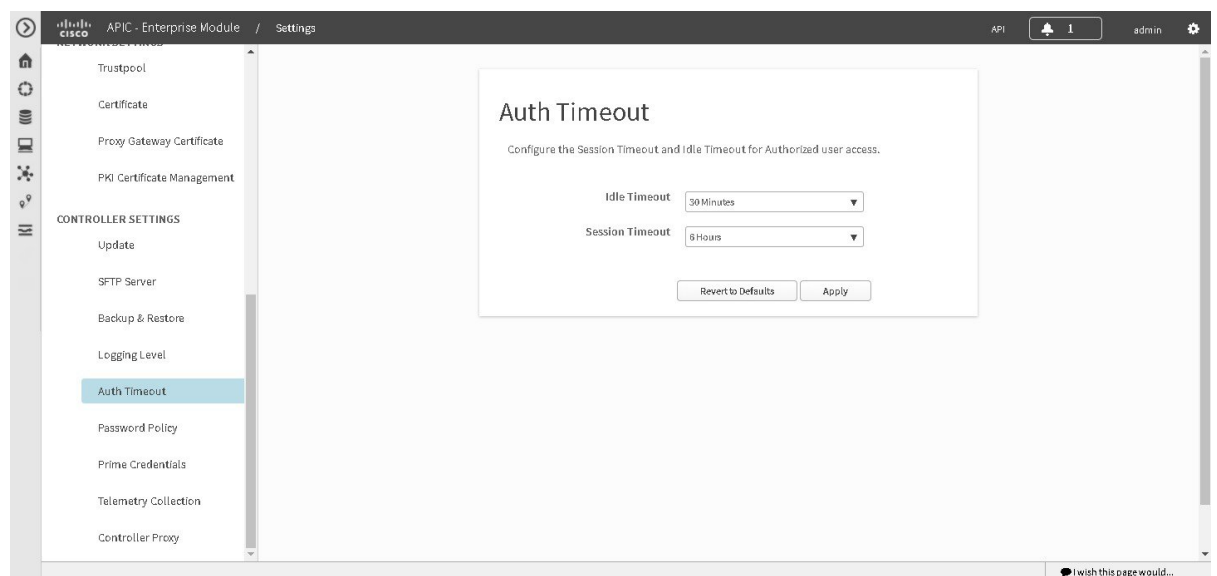 CISCO APIC - Enterprise Module / Settings
API 1 admin
NETWORK SETTINGS
Trustpool
Certificate
Proxy Gateway Certificate
PKI Certificate Management
CONTROLLER SETTINGS
Update
SFTP Server
Backup & Restore
Logging Level
Auth Timeout
Password Policy
Prime Credentials
Telemetry Collection
Controller Proxy
Auth Timeout
Configure the Session Timeout and Idle Timeout for Authorized user access.
Idle Timeout 30 Minutes
Session Timeout 6 Hours
Revert to Defaults Apply
I wish this page would...